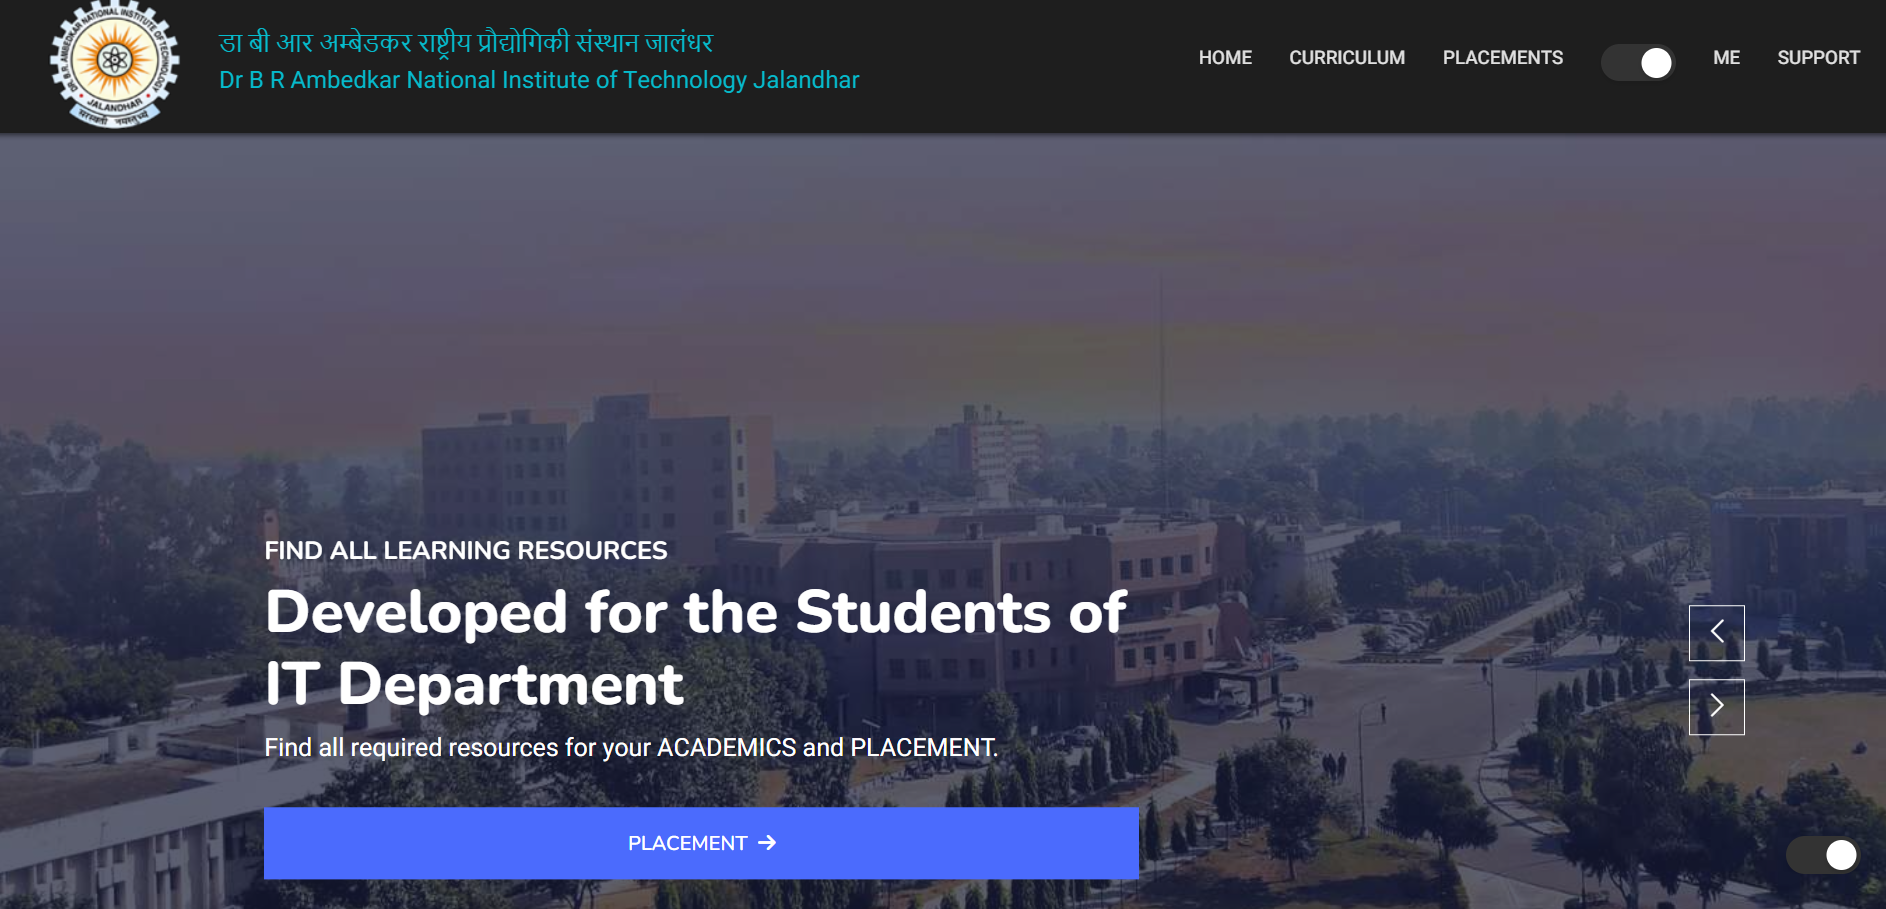 DR B.R. AMBEDKAR NATIONAL INSTITUTE OF TECHNOLOGY
JALANDHAR
डा बी आर अम्बेडकर राष्ट्रीय प्रौद्योगिकी संस्थान जालंधर
Dr B R Ambedkar National Institute of Technology Jalandhar
HOME CURRICULUM PLACEMENTS ME SUPPORT
FIND ALL LEARNING RESOURCES
Developed for the Students of
IT Department
Find all required resources for your ACADEMICS and PLACEMENT.
PLACEMENT →